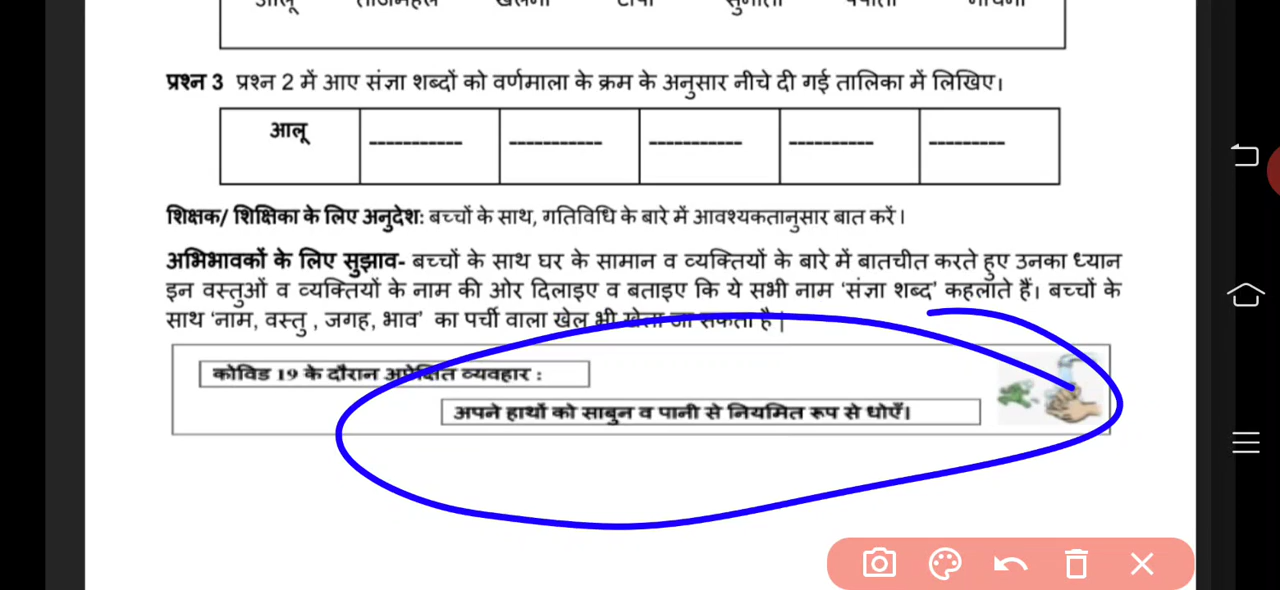 प्रश्न 3 प्रश्न 2 में आए संज्ञा शब्दों को वर्णमाला के क्रम के अनुसार नीचे दी गई तालिका में लिखिए।
आलू ----------- ----------- ----------- ----------- -----------
शिक्षक/ शिक्षिका के लिए अनुदेश: बच्चों के साथ, गतिविधि के बारे में आवश्यकतानुसार बात करें।
अभिभावकों के लिए सुझाव- बच्चों के साथ घर के सामान व व्यक्तियों के बारे में बातचीत करते हुए उनका ध्यान
इन वस्तुओं व व्यक्तियों के नाम की ओर दिलाइए व बताइए कि ये सभी नाम 'संज्ञा शब्द' कहलाते हैं। बच्चों के
साथ 'नाम, वस्तु , जगह, भाव' का पर्ची वाला खेल भी खेला जा सकता है |
कोविड 19 के दौरान अपेक्षित व्यवहार :
अपने हाथों को साबुन व पानी से नियमित रूप से धोएँ।